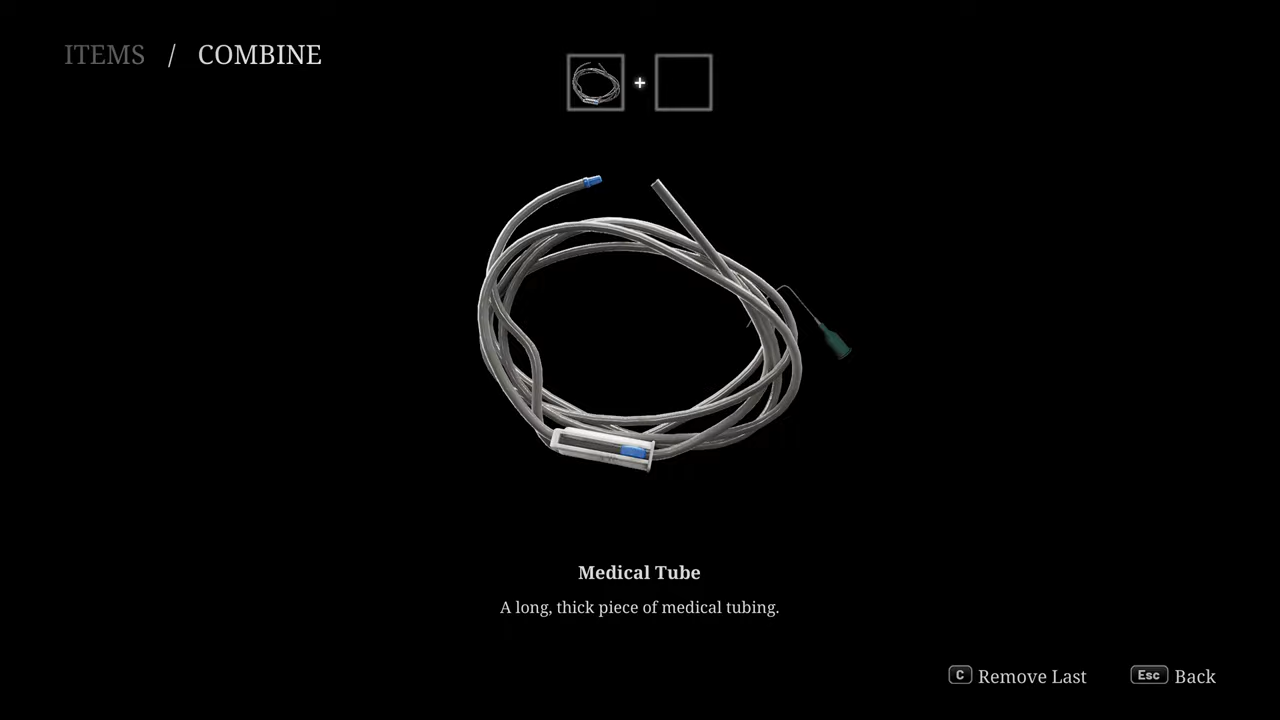 ITEMS / COMBINE
+
Medical Tube
A long, thick piece of medical tubing.
C Remove Last Esc Back